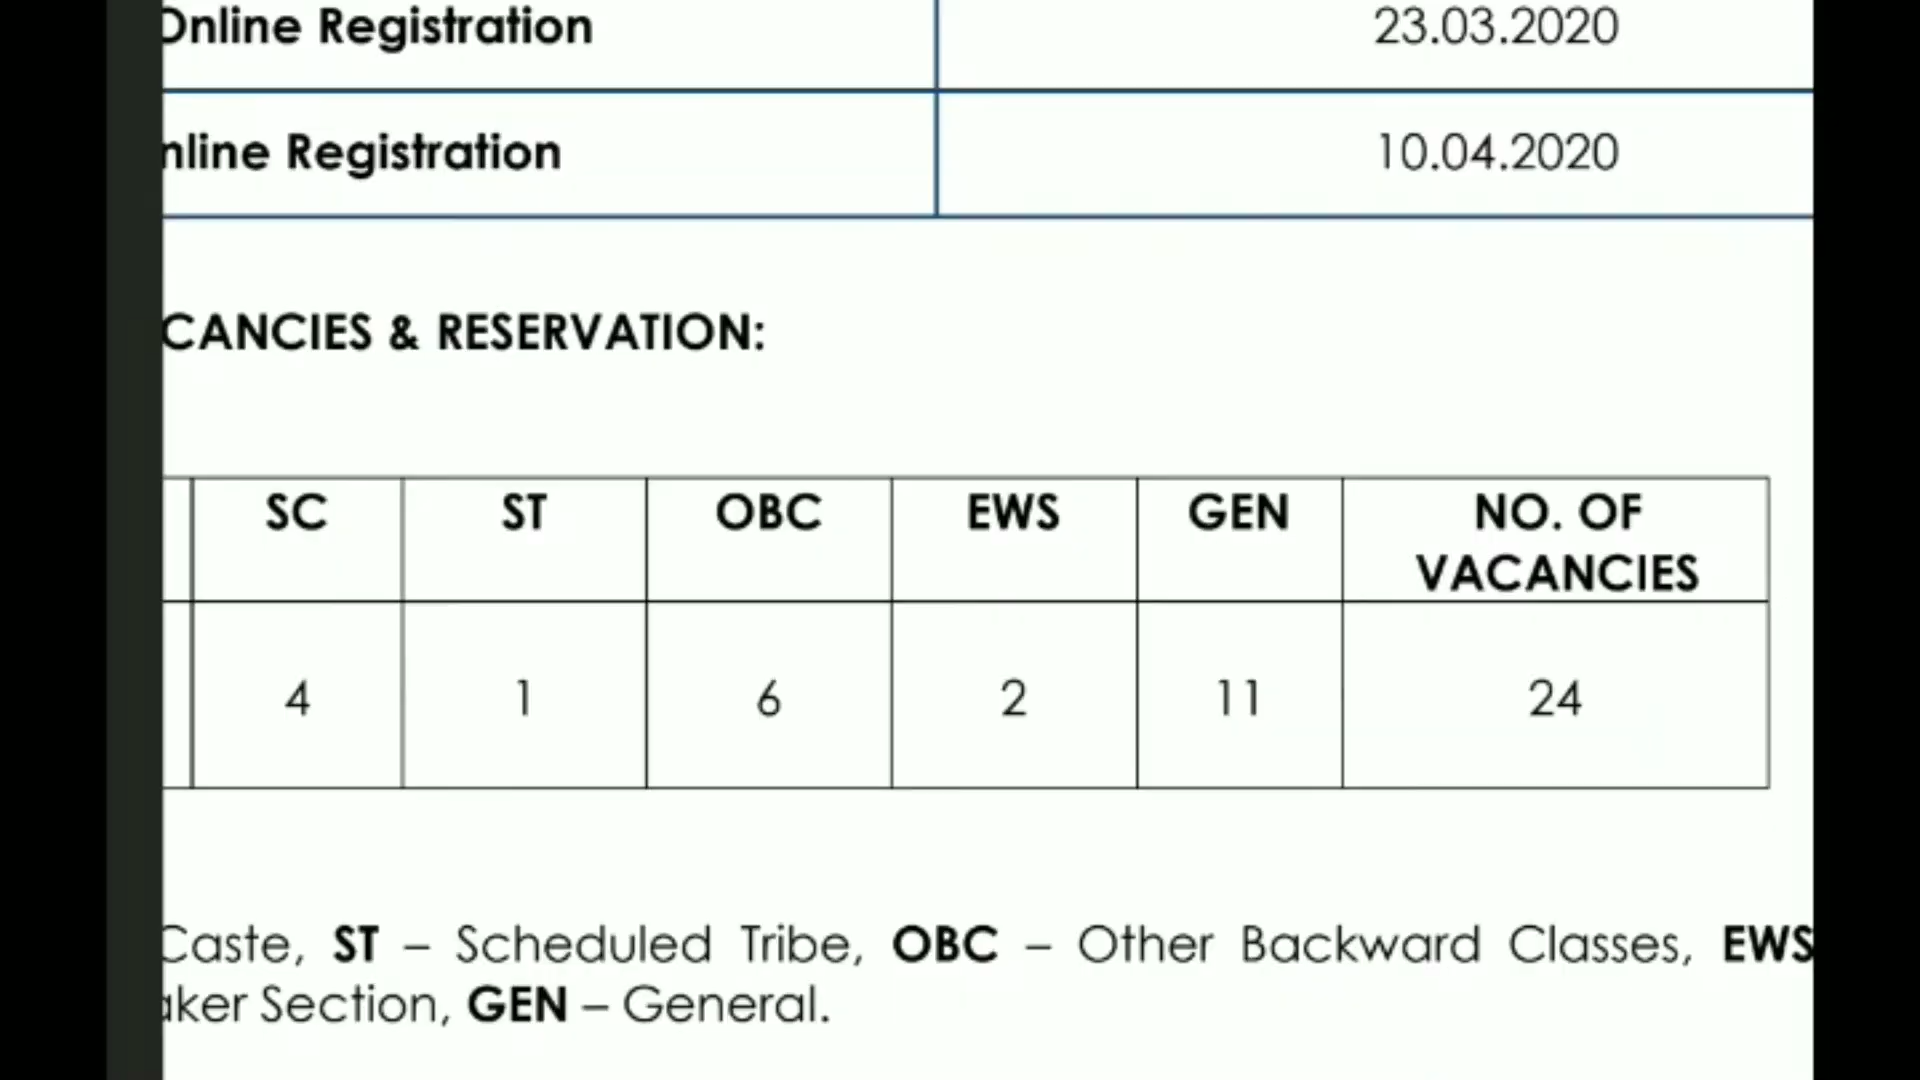 Online Registration 23.03.2020
nline Registration 10.04.2020
CANCIES & RESERVATION:
SC ST OBC EWS GEN NO. OF
VACANCIES
4 1 6 2 11 24
Caste, ST – Scheduled Tribe, OBC – Other Backward Classes, EWS
aker Section, GEN – General.